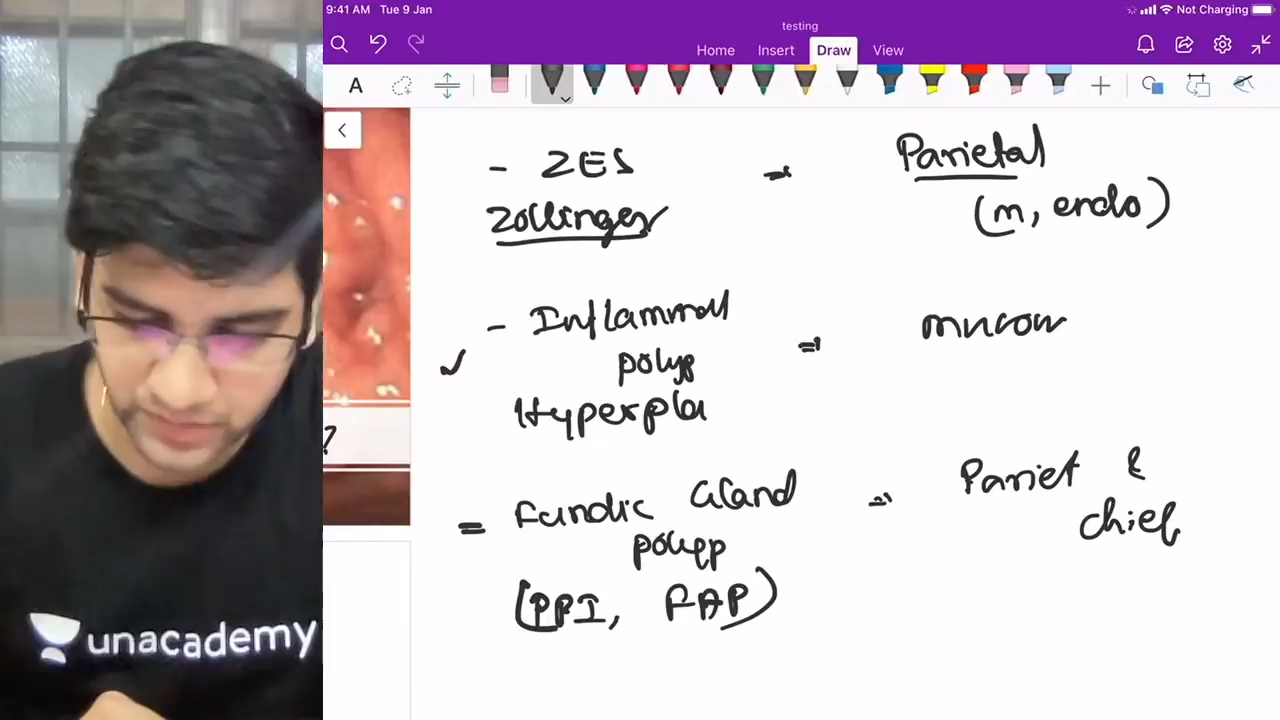 9:41 AM Tue 9 Jan
Not Charging
testing
Home Insert Draw View
A
- ZES = Parietal
Zollinger (m, endo)
- Inflammat = mucou
polyp
Hyperpla
?
= Fundic Gland = Pariet &
polyp chief
(PPI, FAP)
unacademy